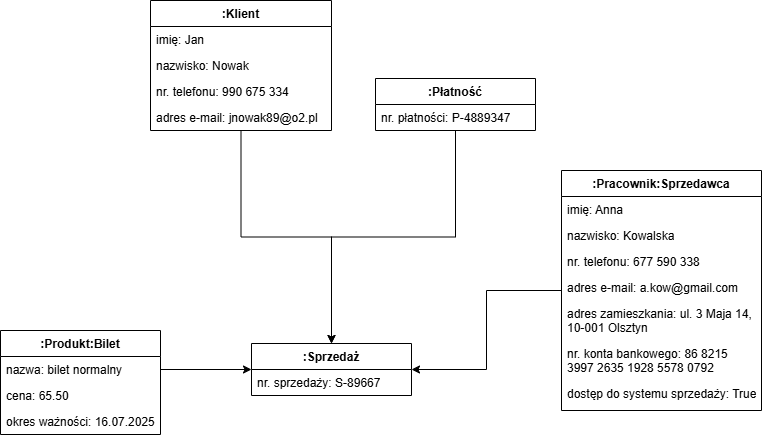 :Klient
imię: Jan
nazwisko: Nowak
nr. telefonu: 990 675 334
adres e-mail: jnowak89@o2.pl
:Płatność
nr. płatności: P-4889347
:Pracownik:Sprzedawca
imię: Anna
nazwisko: Kowalska
nr. telefonu: 677 590 338
adres e-mail: a.kow@gmail.com
adres zamieszkania: ul. 3 Maja 14,
10-001 Olsztyn
nr. konta bankowego: 86 8215
3997 2635 1928 5578 0792
dostęp do systemu sprzedaży: True
:Produkt:Bilet
nazwa: bilet normalny
cena: 65.50
okres ważności: 16.07.2025
:Sprzedaż
nr. sprzedaży: S-89667